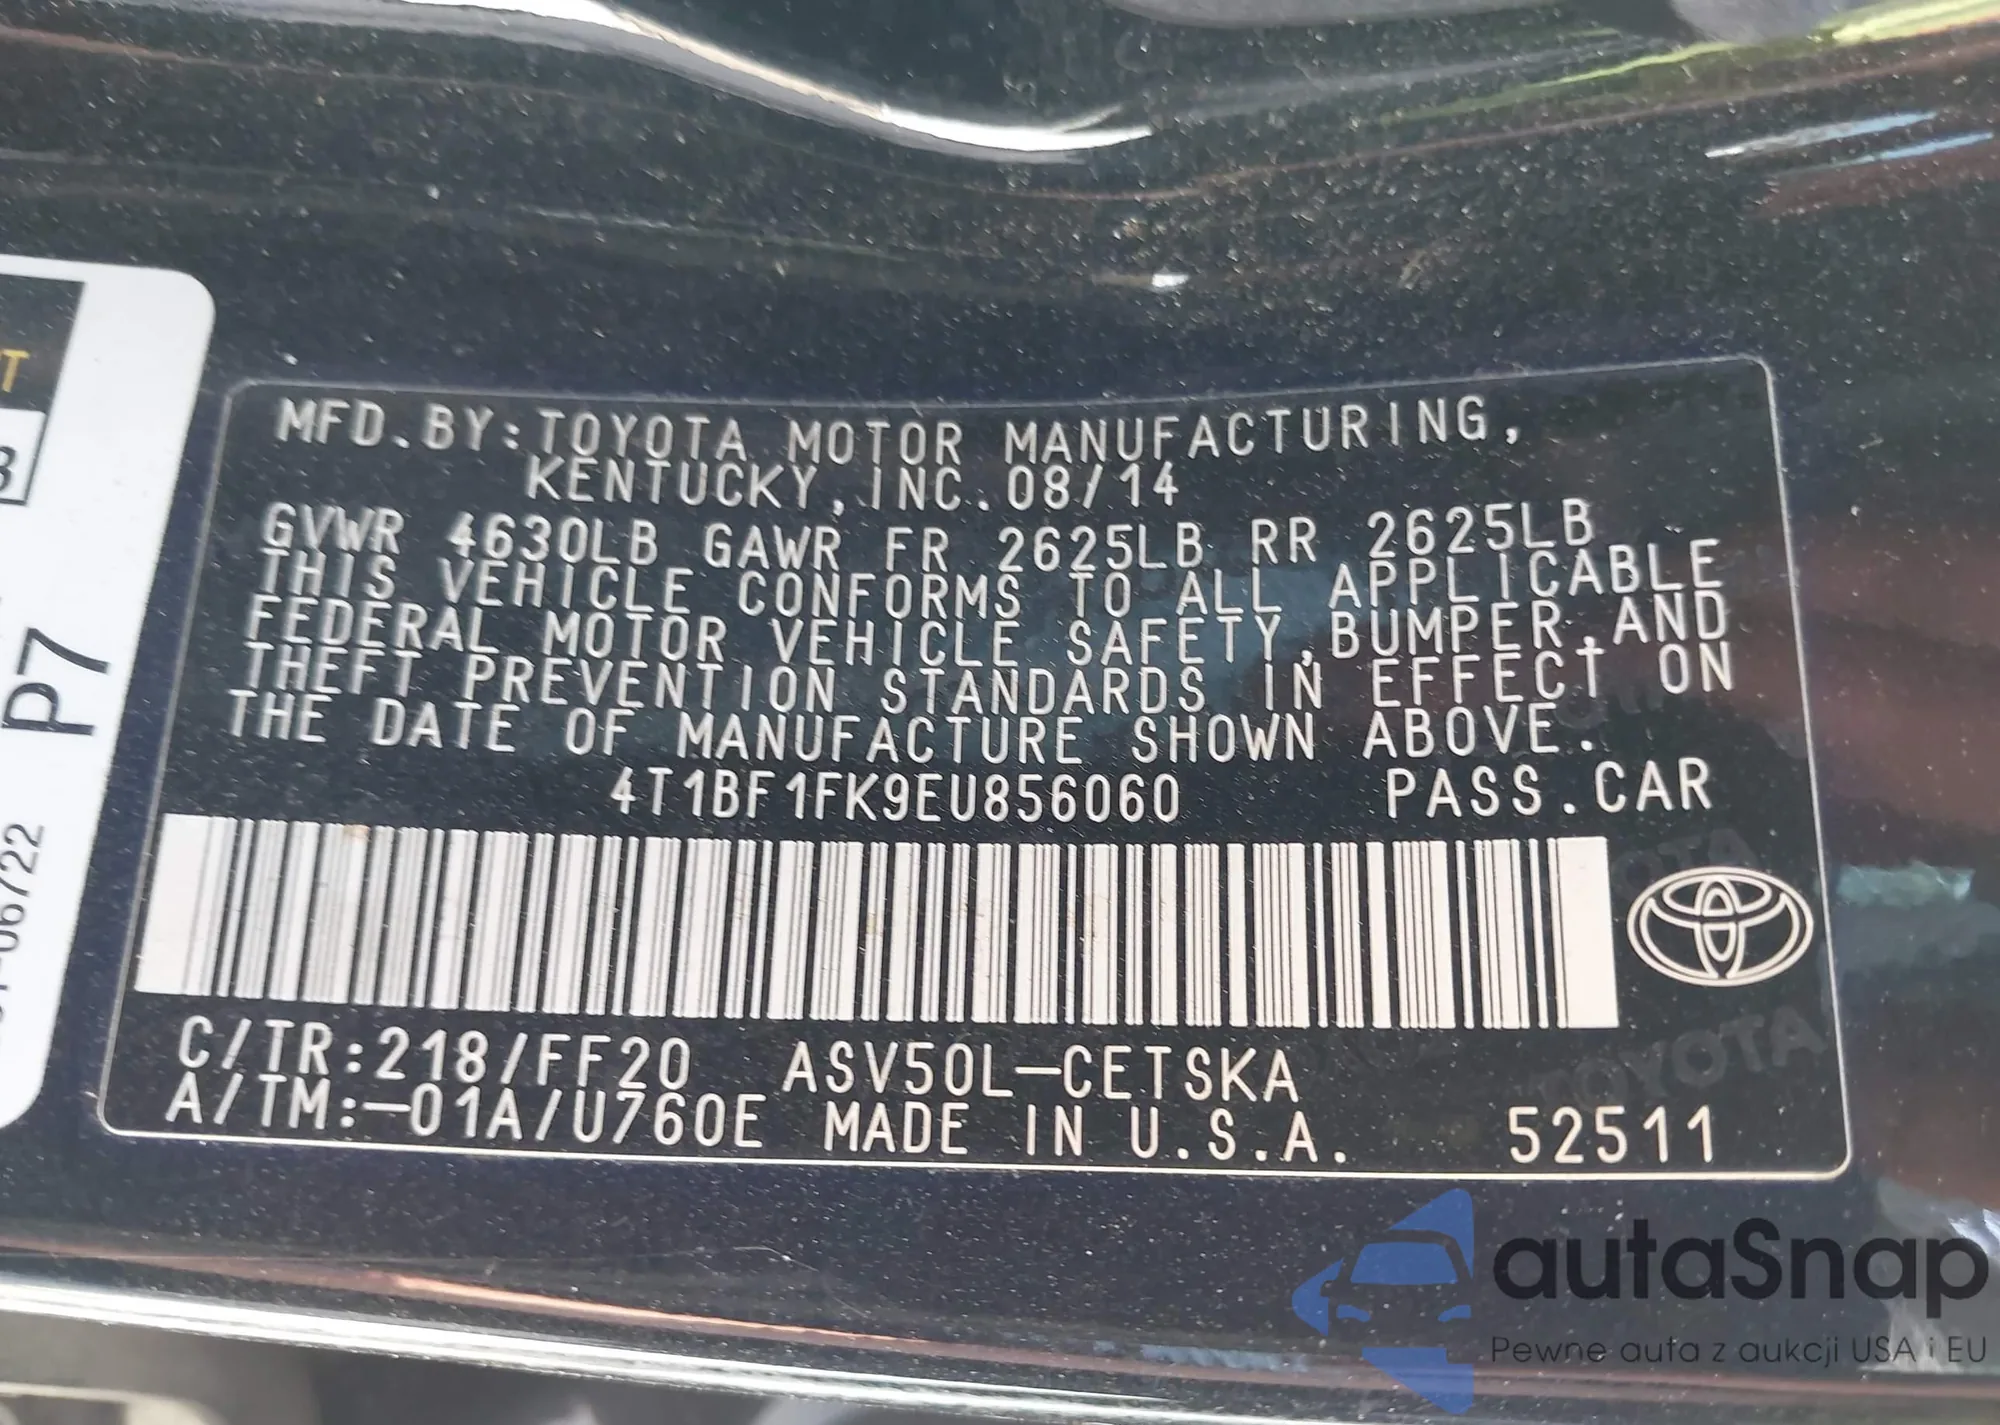 MFD.BY:TOYOTA MOTOR MANUFACTURING,
KENTUCKY,INC.08/14
GVWR 4630LB GAWR FR 2625LB RR 2625LB
THIS VEHICLE CONFORMS TO ALL APPLICABLE
FEDERAL MOTOR VEHICLE SAFETY,BUMPER,AND
THEFT PREVENTION STANDARDS IN EFFECT ON
THE DATE OF MANUFACTURE SHOWN ABOVE.
4T1BF1FK9EU856060 PASS.CAR
C/TR:218/FF20 ASV50L-CETSKA
A/TM:-01A/U760E MADE IN U.S.A. 52511
P7
06/22
TOYOTA
autaSnap
Pewne auta z aukcji USA i EU